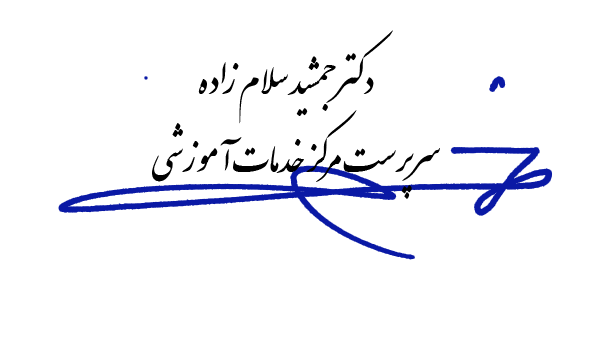 دکتر جمشید سلام زاده
سرپرست مرکز خدمات آموزشی